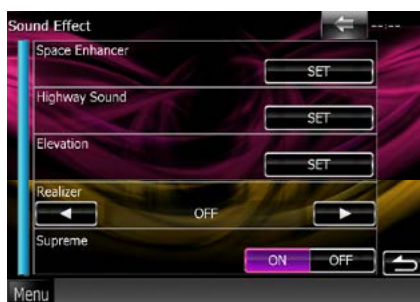 Sound Effect
--:--
Space Enhancer
SET
Highway Sound
SET
Elevation
SET
Realizer
OFF
Supreme
ON OFF
Menu